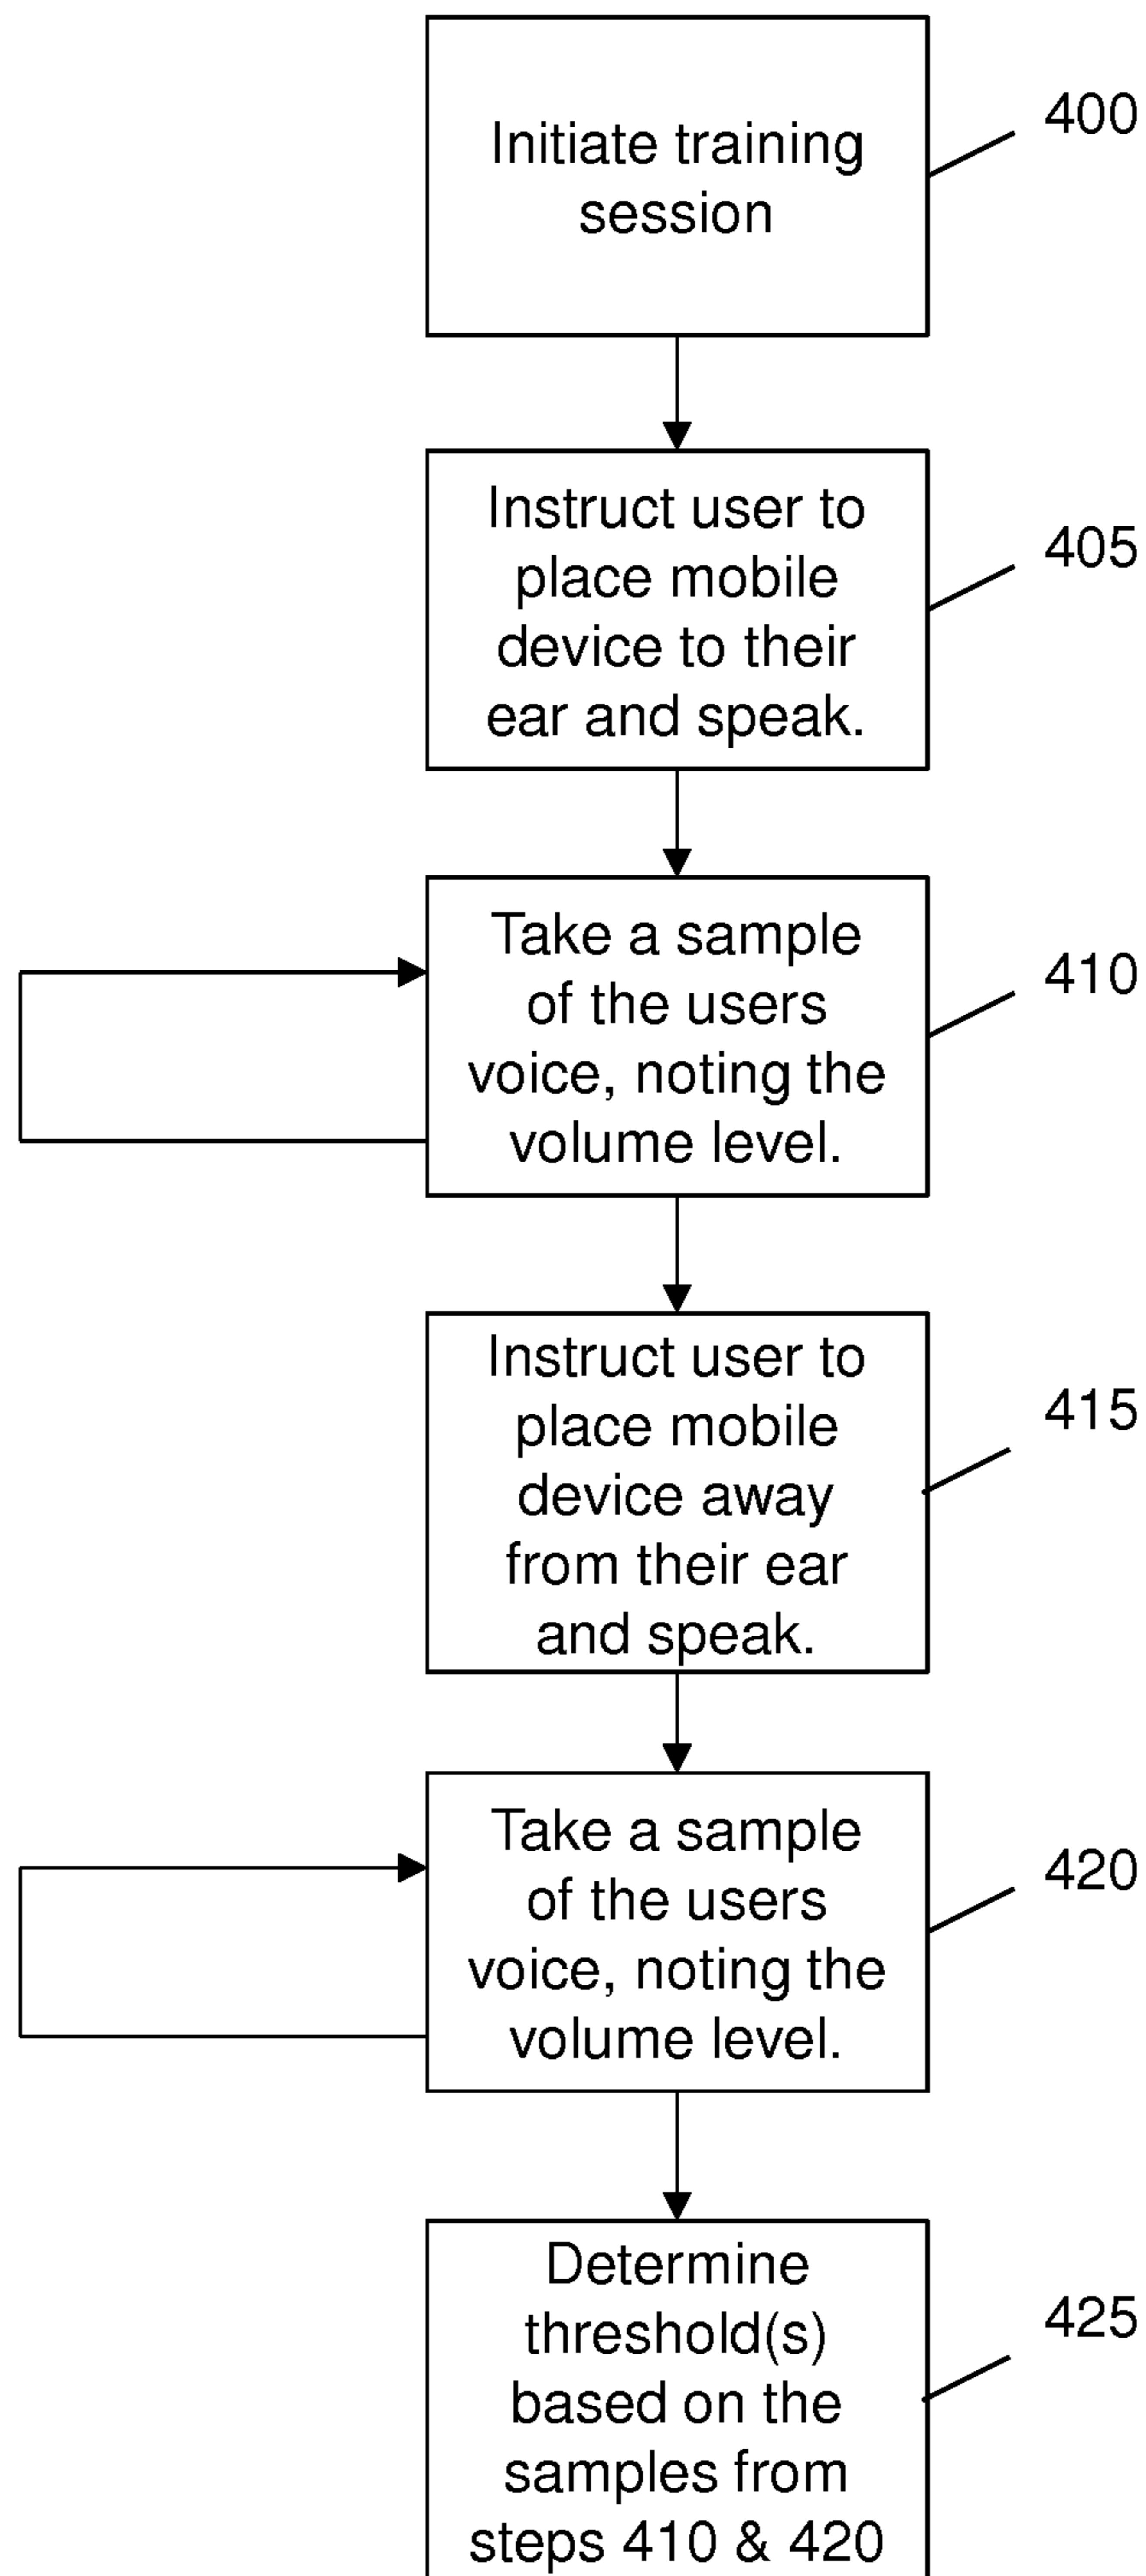 Initiate training
session
400
Instruct user to
place mobile
device to their
ear and speak.
405
Take a sample
of the users
voice, noting the
volume level.
410
Instruct user to
place mobile
device away
from their ear
and speak.
415
Take a sample
of the users
voice, noting the
volume level.
420
Determine
threshold(s)
based on the
samples from
steps 410 & 420
425